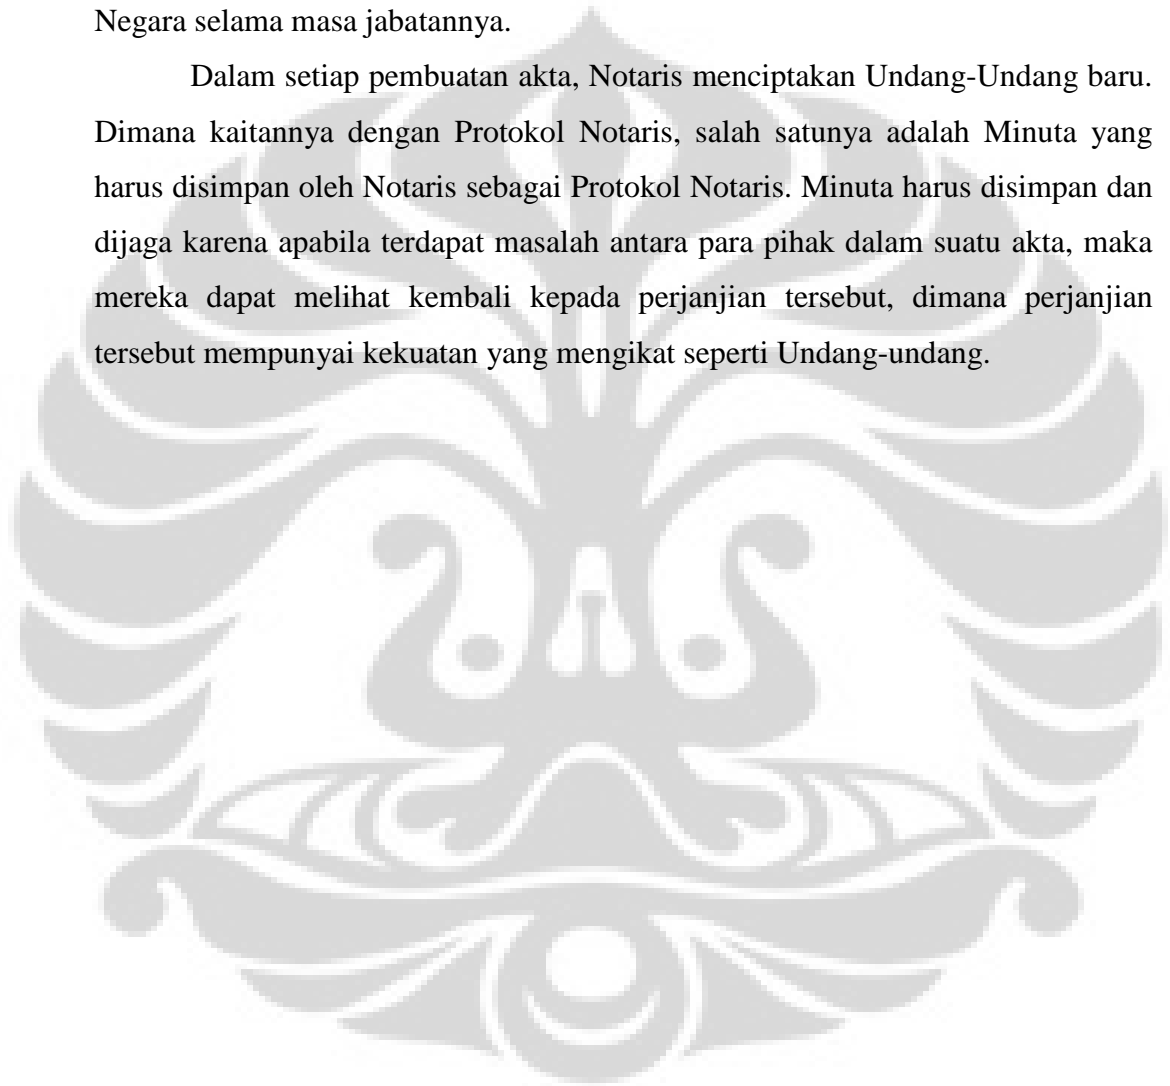 Negara selama masa jabatannya.
Dalam setiap pembuatan akta, Notaris menciptakan Undang-Undang baru.
Dimana kaitannya dengan Protokol Notaris, salah satunya adalah Minuta yang
harus disimpan oleh Notaris sebagai Protokol Notaris. Minuta harus disimpan dan
dijaga karena apabila terdapat masalah antara para pihak dalam suatu akta, maka
mereka dapat melihat kembali kepada perjanjian tersebut, dimana perjanjian
tersebut mempunyai kekuatan yang mengikat seperti Undang-undang.